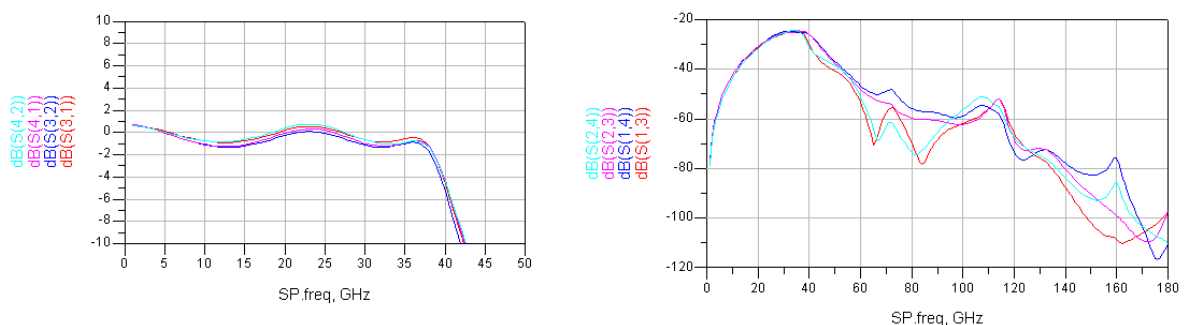 10
8
6
4
2
0
-2
-4
-6
-8
-10
dB(S(4,2))
dB(S(4,1))
dB(S(3,2))
dB(S(3,1))
0 5 10 15 20 25 30 35 40 45 50
SP.freq, GHz
-20
-40
-60
-80
-100
-120
dB(S(2,4))
dB(S(2,3))
dB(S(1,4))
dB(S(1,3))
0 20 40 60 80 100 120 140 160 180
SP.freq, GHz